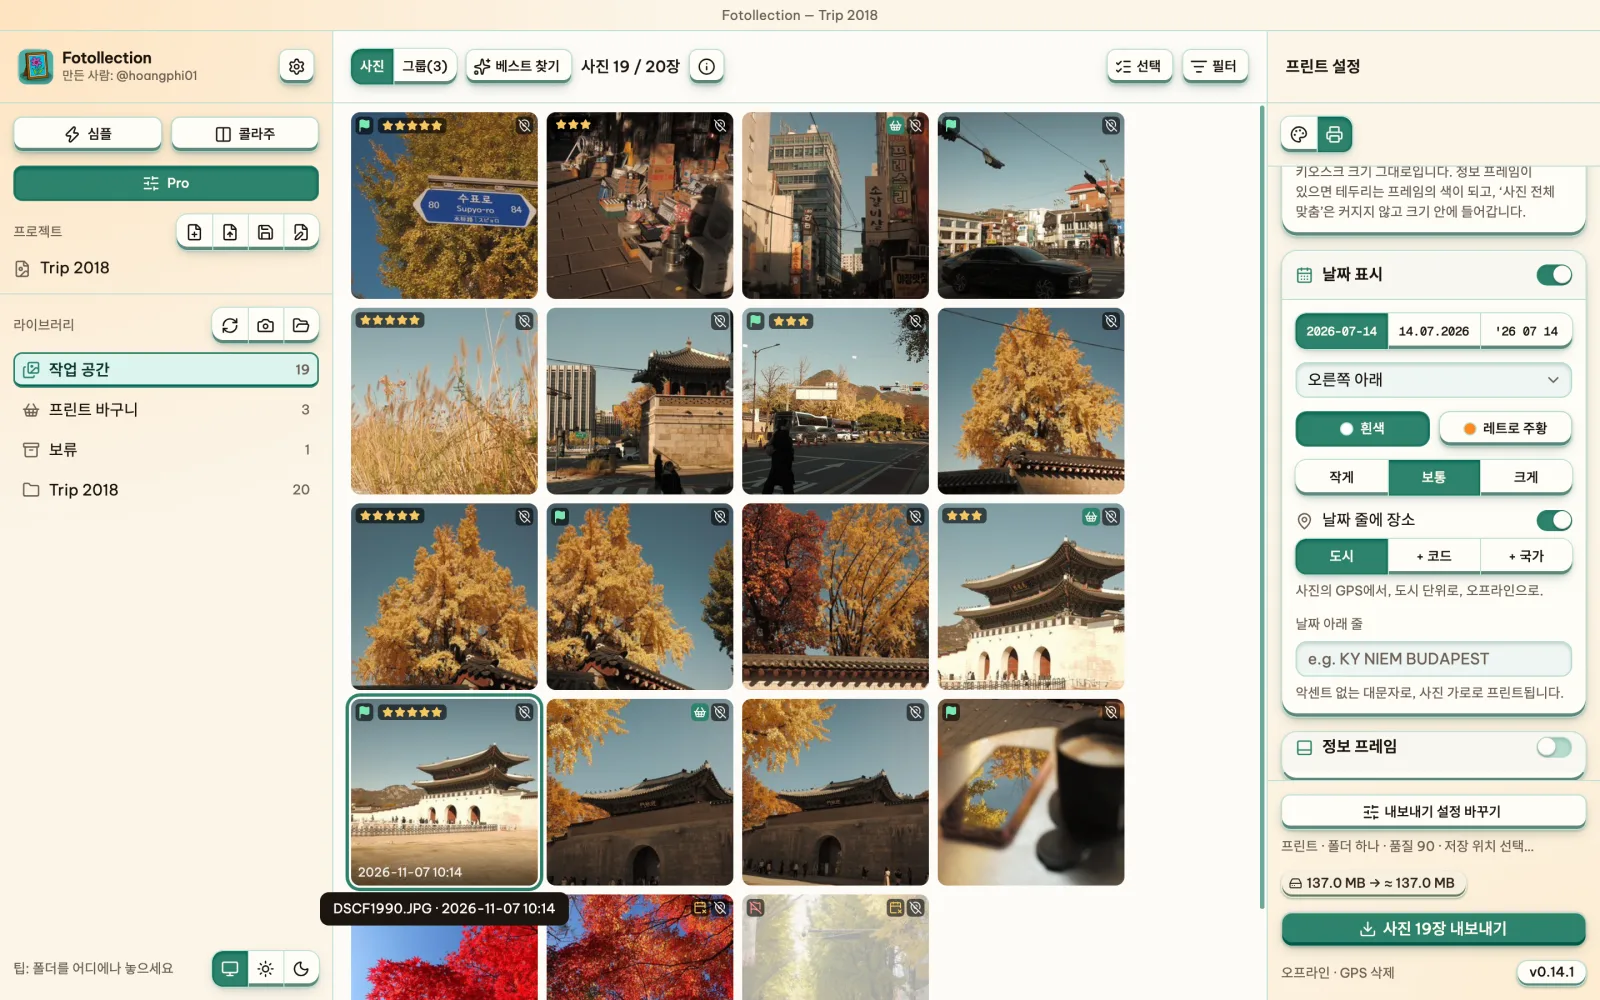 Fotollection – Trip 2018
Fotollection
만든 사람: @hoangphi01
심플
콜라주
Pro
프로젝트
Trip 2018
라이브러리
작업 공간
19
프린트 바구니
3
보류
1
Trip 2018
20
팁: 폴더를 어디에나 놓으세요
사진
그룹(3)
베스트 찾기
사진 19 / 20장
선택
필터
80
수표로
Supyo-ro
84
2026-11-07 10:14
DSCF1990.JPG · 2026-11-07 10:14
프린트 설정
키오스크 크기 그대로입니다. 정보 프레임이
있으면 테두리는 프레임의 색이 되고, ‘사진 전체
맞춤’은 커지지 않고 크기 안에 들어갑니다.
날짜 표시
2026-07-14
14.07.2026
'26 07 14
오른쪽 아래
흰색
레트로 주황
작게
보통
크게
날짜 줄에 장소
도시
+ 코드
+ 국가
사진의 GPS에서, 도시 단위로, 오프라인으로.
날짜 아래 줄
e.g. KY NIEM BUDAPEST
악센트 없는 대문자로, 사진 가로로 프린트됩니다.
정보 프레임
내보내기 설정 바꾸기
프린트 · 폴더 하나 · 품질 90 · 저장 위치 선택...
137.0 MB → ≈ 137.0 MB
사진 19장 내보내기
오프라인 · GPS 삭제
v0.14.1